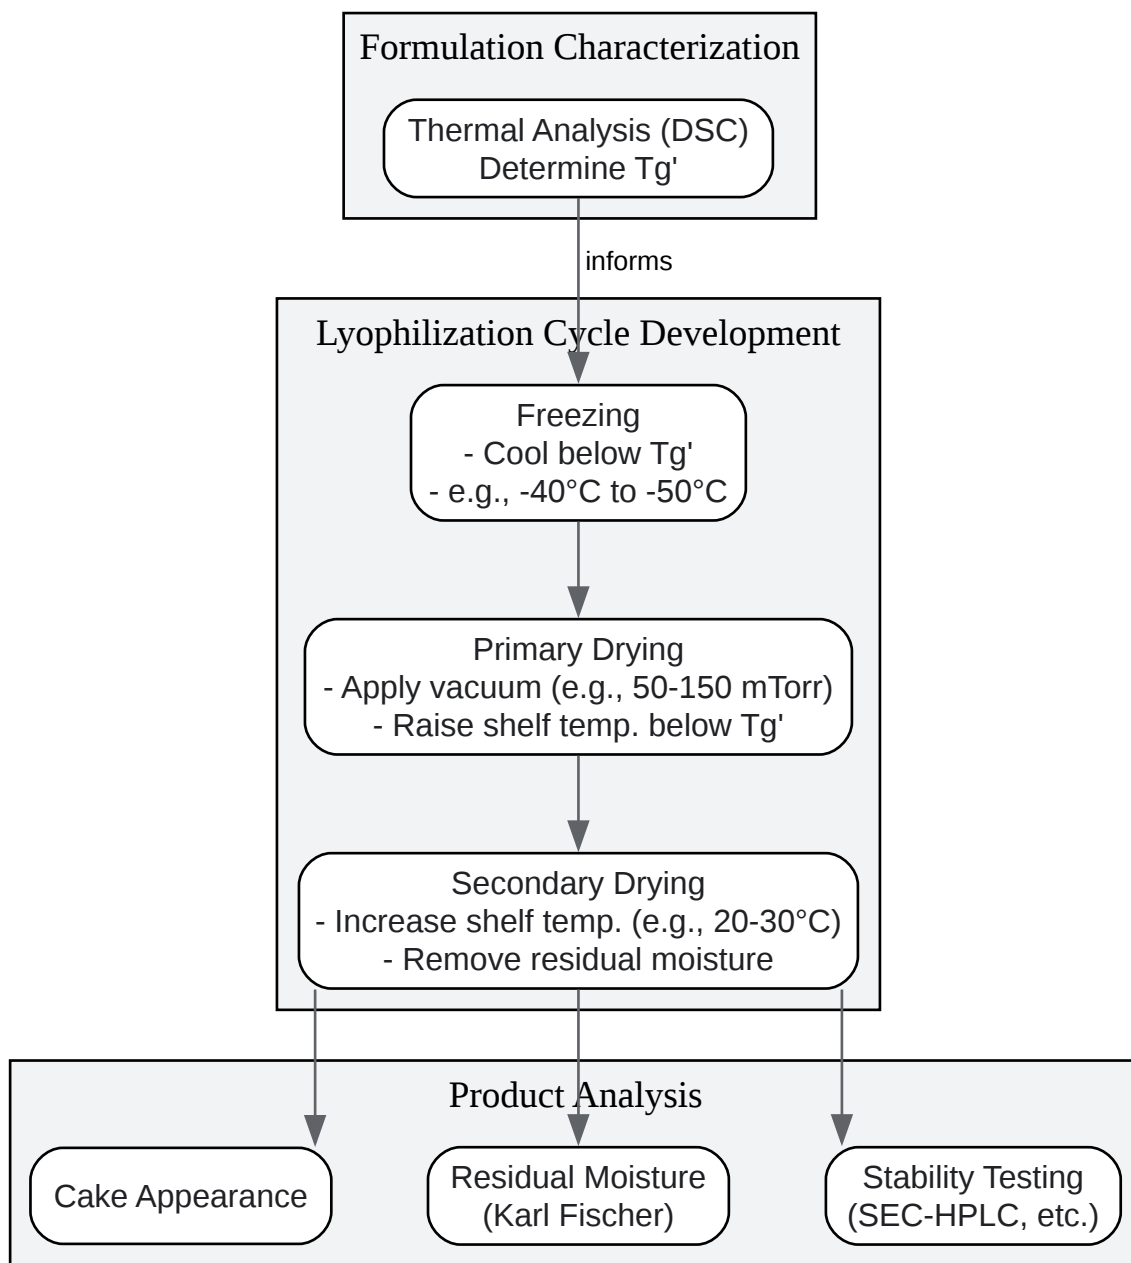 Formulation Characterization
Thermal Analysis (DSC)
Determine Tg'
informs
Lyophilization Cycle Development
Freezing
- Cool below Tg'
- e.g., -40°C to -50°C
Primary Drying
- Apply vacuum (e.g., 50-150 mTorr)
- Raise shelf temp. below Tg'
Secondary Drying
- Increase shelf temp. (e.g., 20-30°C)
- Remove residual moisture
Product Analysis
Cake Appearance
Residual Moisture
(Karl Fischer)
Stability Testing
(SEC-HPLC, etc.)